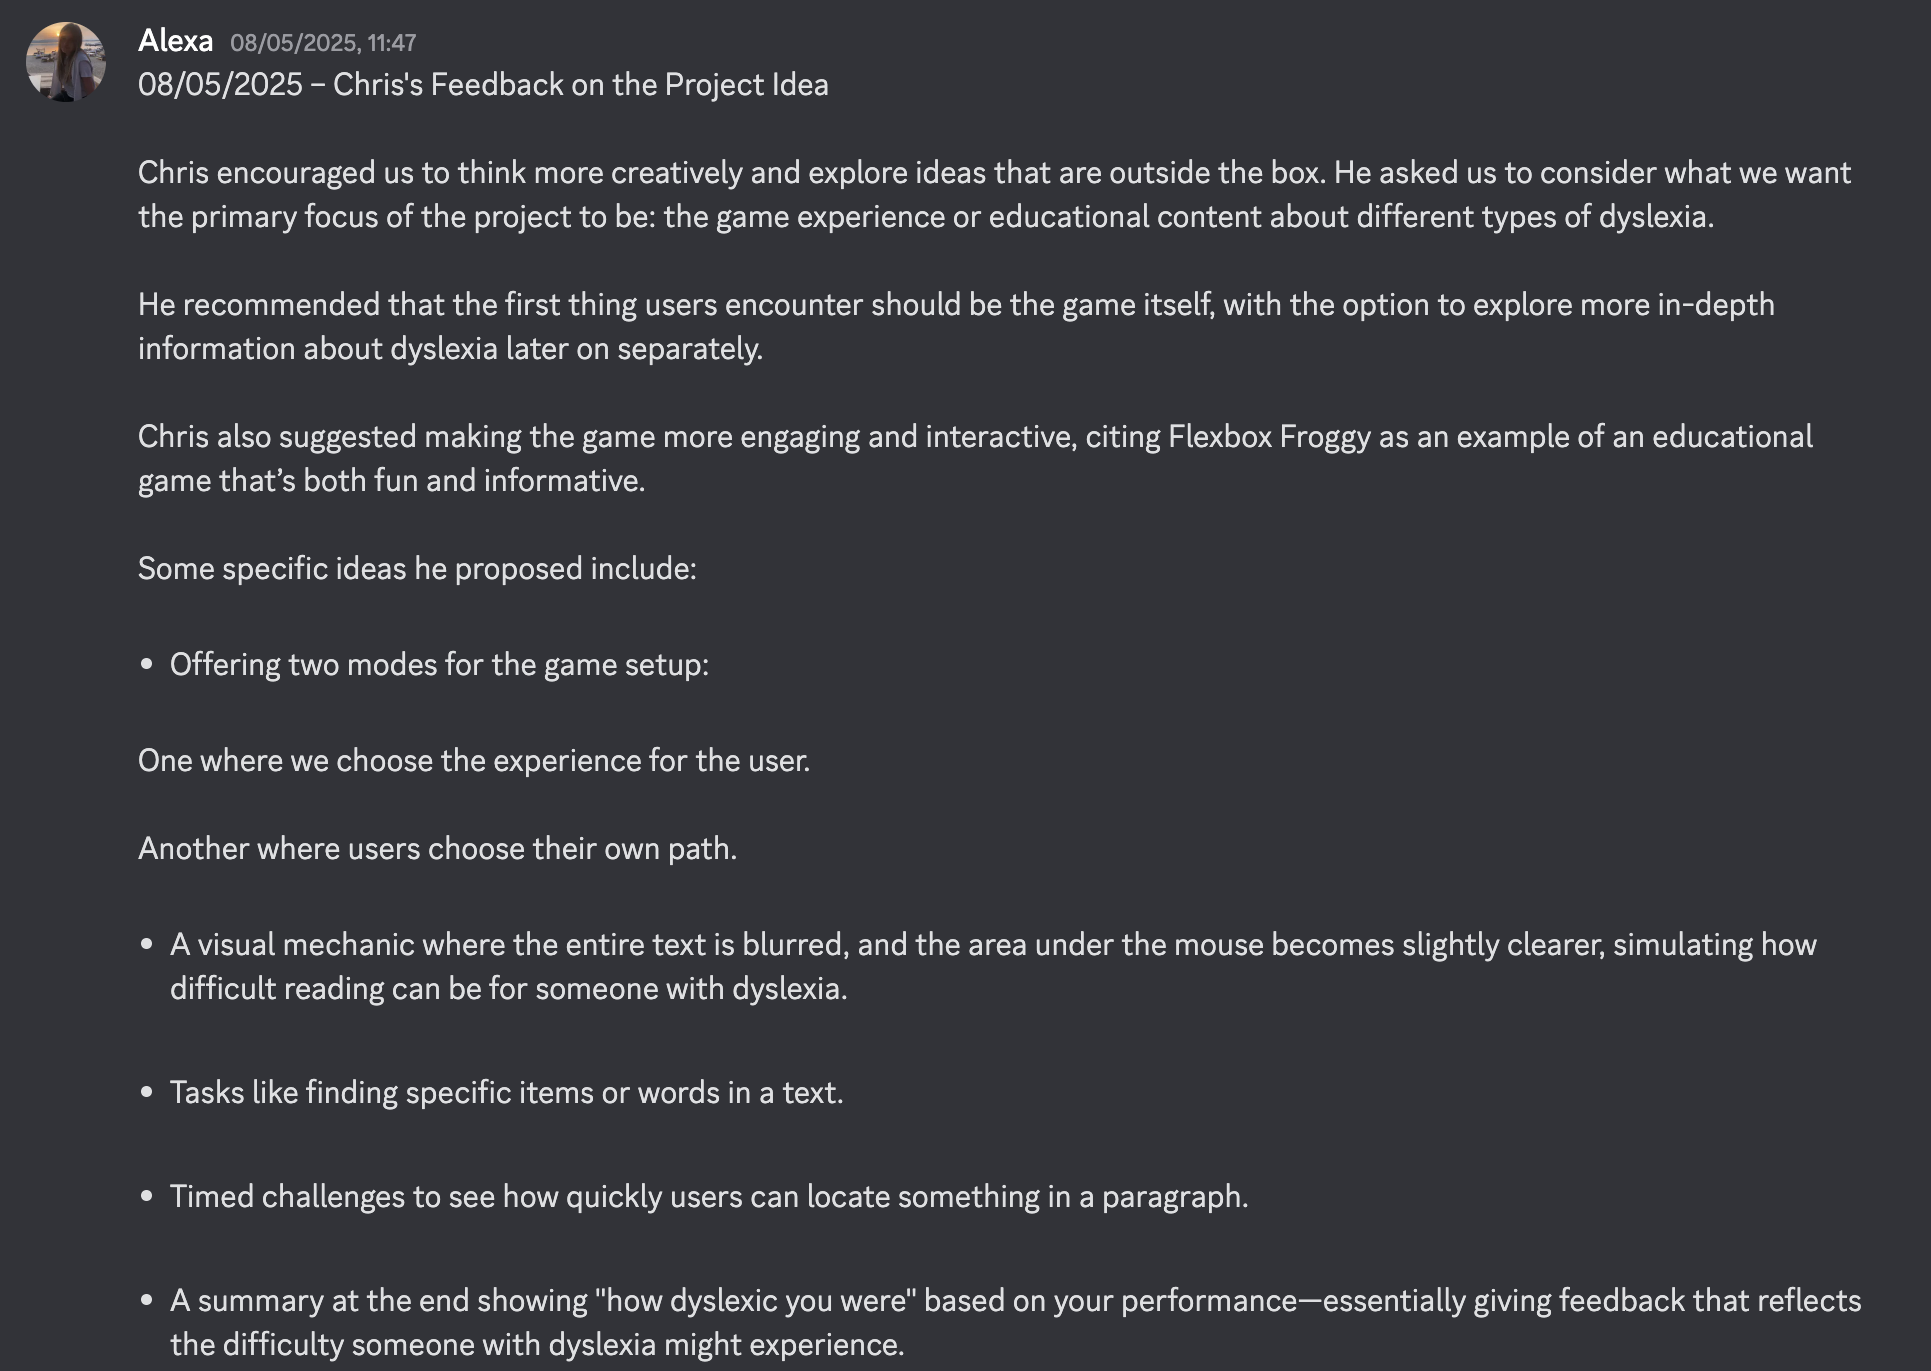 Alexa 08/05/2025, 11:47
08/05/2025 – Chris's Feedback on the Project Idea
Chris encouraged us to think more creatively and explore ideas that are outside the box. He asked us to consider what we want
the primary focus of the project to be: the game experience or educational content about different types of dyslexia.
He recommended that the first thing users encounter should be the game itself, with the option to explore more in-depth
information about dyslexia later on separately.
Chris also suggested making the game more engaging and interactive, citing Flexbox Froggy as an example of an educational
game that’s both fun and informative.
Some specific ideas he proposed include:
• Offering two modes for the game setup:
One where we choose the experience for the user.
Another where users choose their own path.
• A visual mechanic where the entire text is blurred, and the area under the mouse becomes slightly clearer, simulating how
difficult reading can be for someone with dyslexia.
• Tasks like finding specific items or words in a text.
• Timed challenges to see how quickly users can locate something in a paragraph.
• A summary at the end showing "how dyslexic you were" based on your performance—essentially giving feedback that reflects
the difficulty someone with dyslexia might experience.